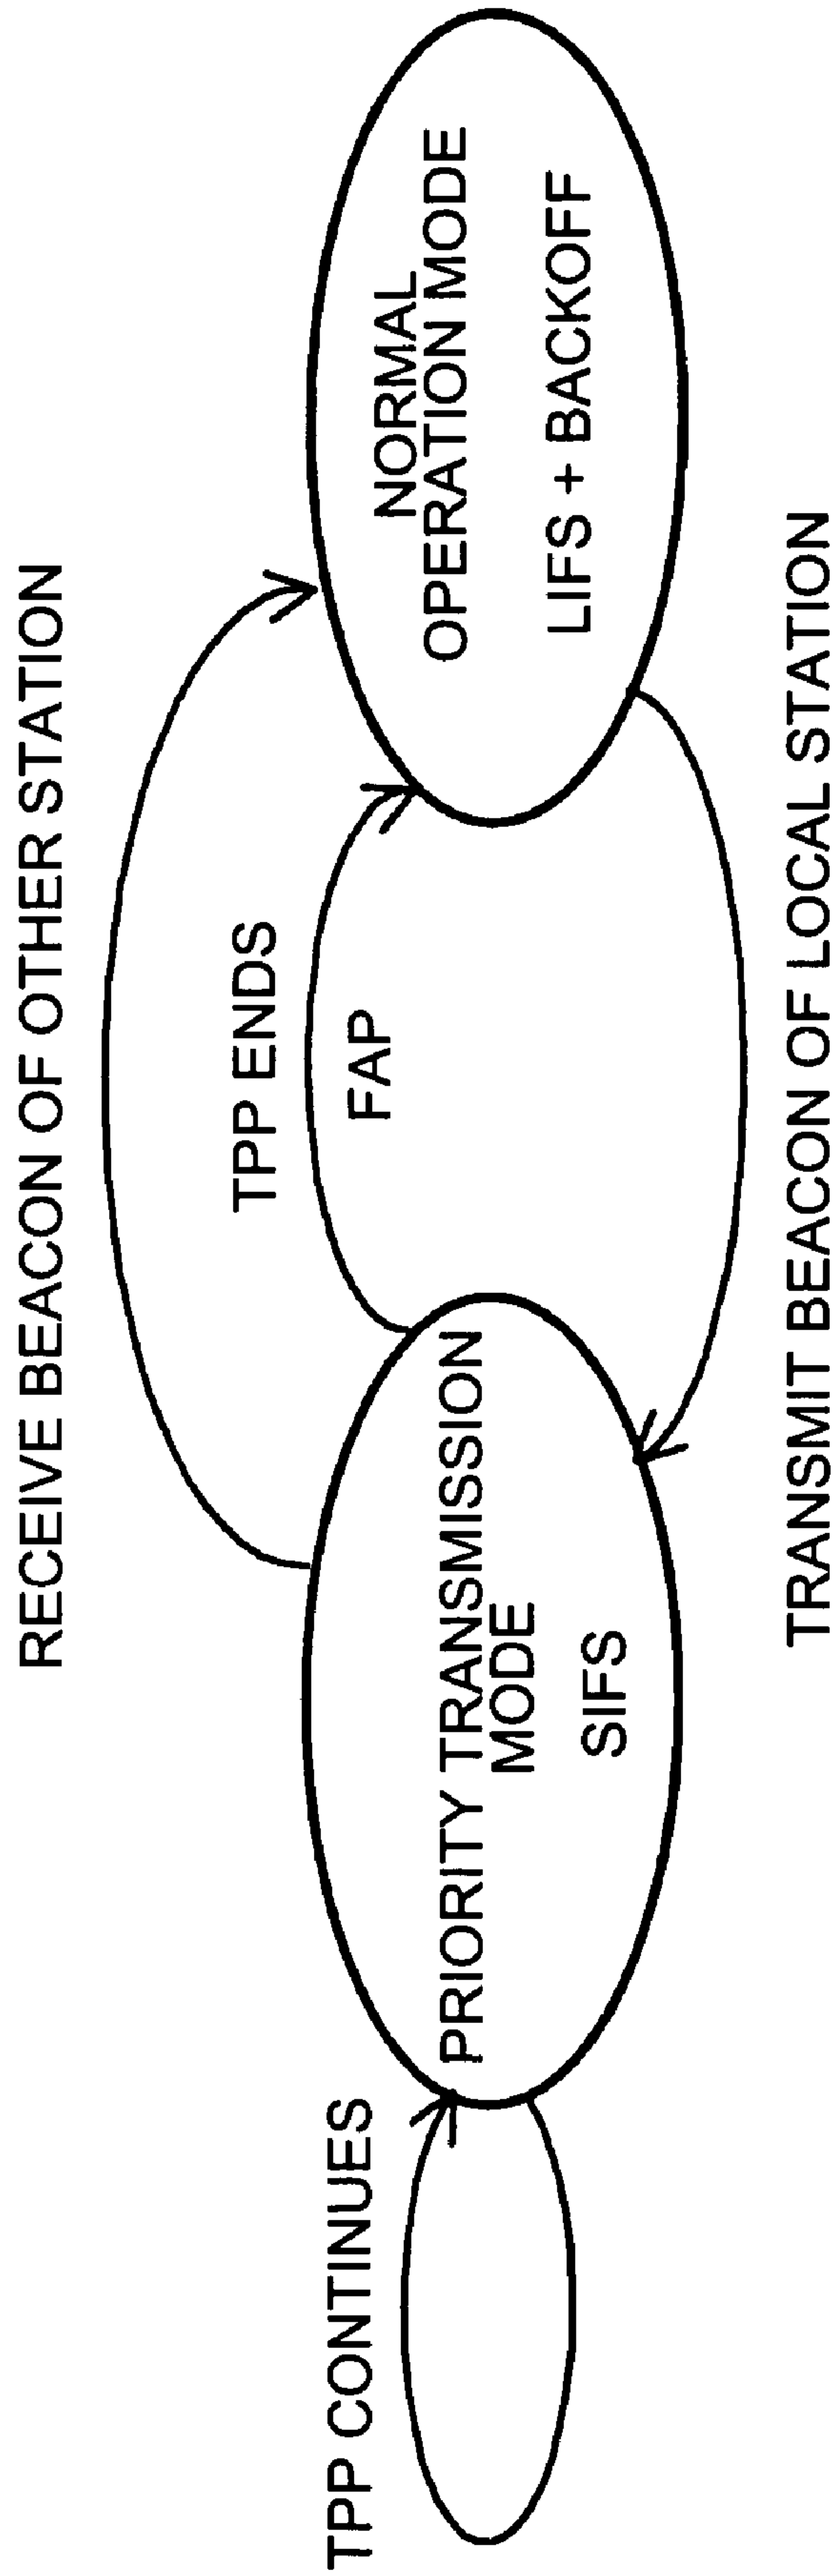 RECEIVE BEACON OF OTHER STATION
TPP ENDS
FAP
TPP CONTINUES
PRIORITY TRANSMISSION
MODE
SIFS
NORMAL
OPERATION MODE
LIFS + BACKOFF
TRANSMIT BEACON OF LOCAL STATION